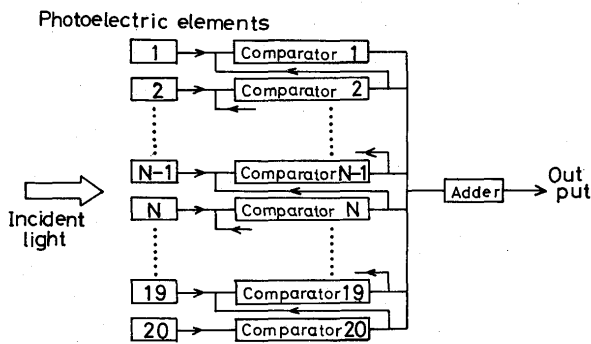 Photoelectric elements
1 Comparator 1
2 Comparator 2
N-1 Comparator N-1
N Comparator N
Adder
Out
put
Incident
light
19 Comparator 19
20 Comparator 20